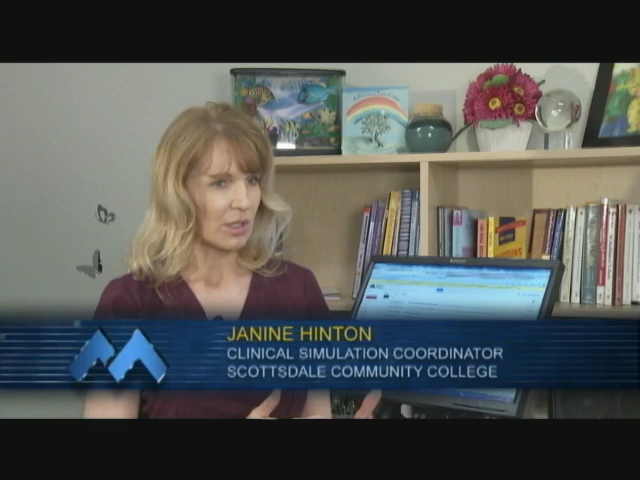 JANINE HINTON
CLINICAL SIMULATION COORDINATOR
SCOTTSDALE COMMUNITY COLLEGE